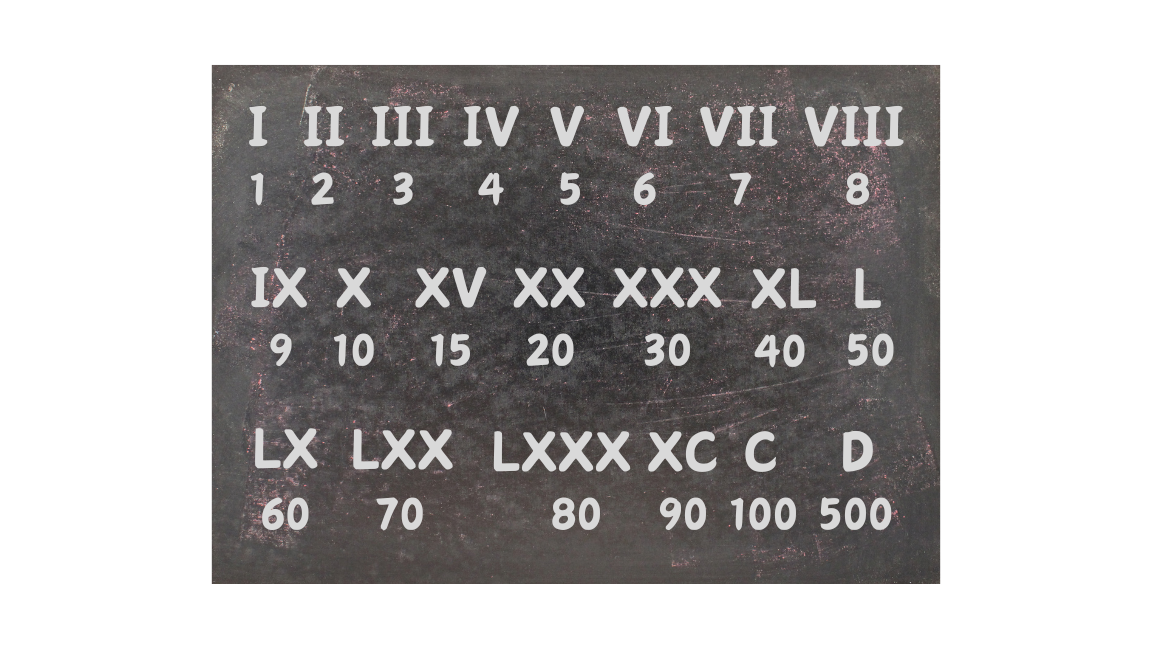 I II III IV V VI VII VIII
1 2 3 4 5 6 7 8
IX X XV XX XXX XL L
9 10 15 20 30 40 50
LX LXX LXXX XC C D
60 70 80 90 100 500